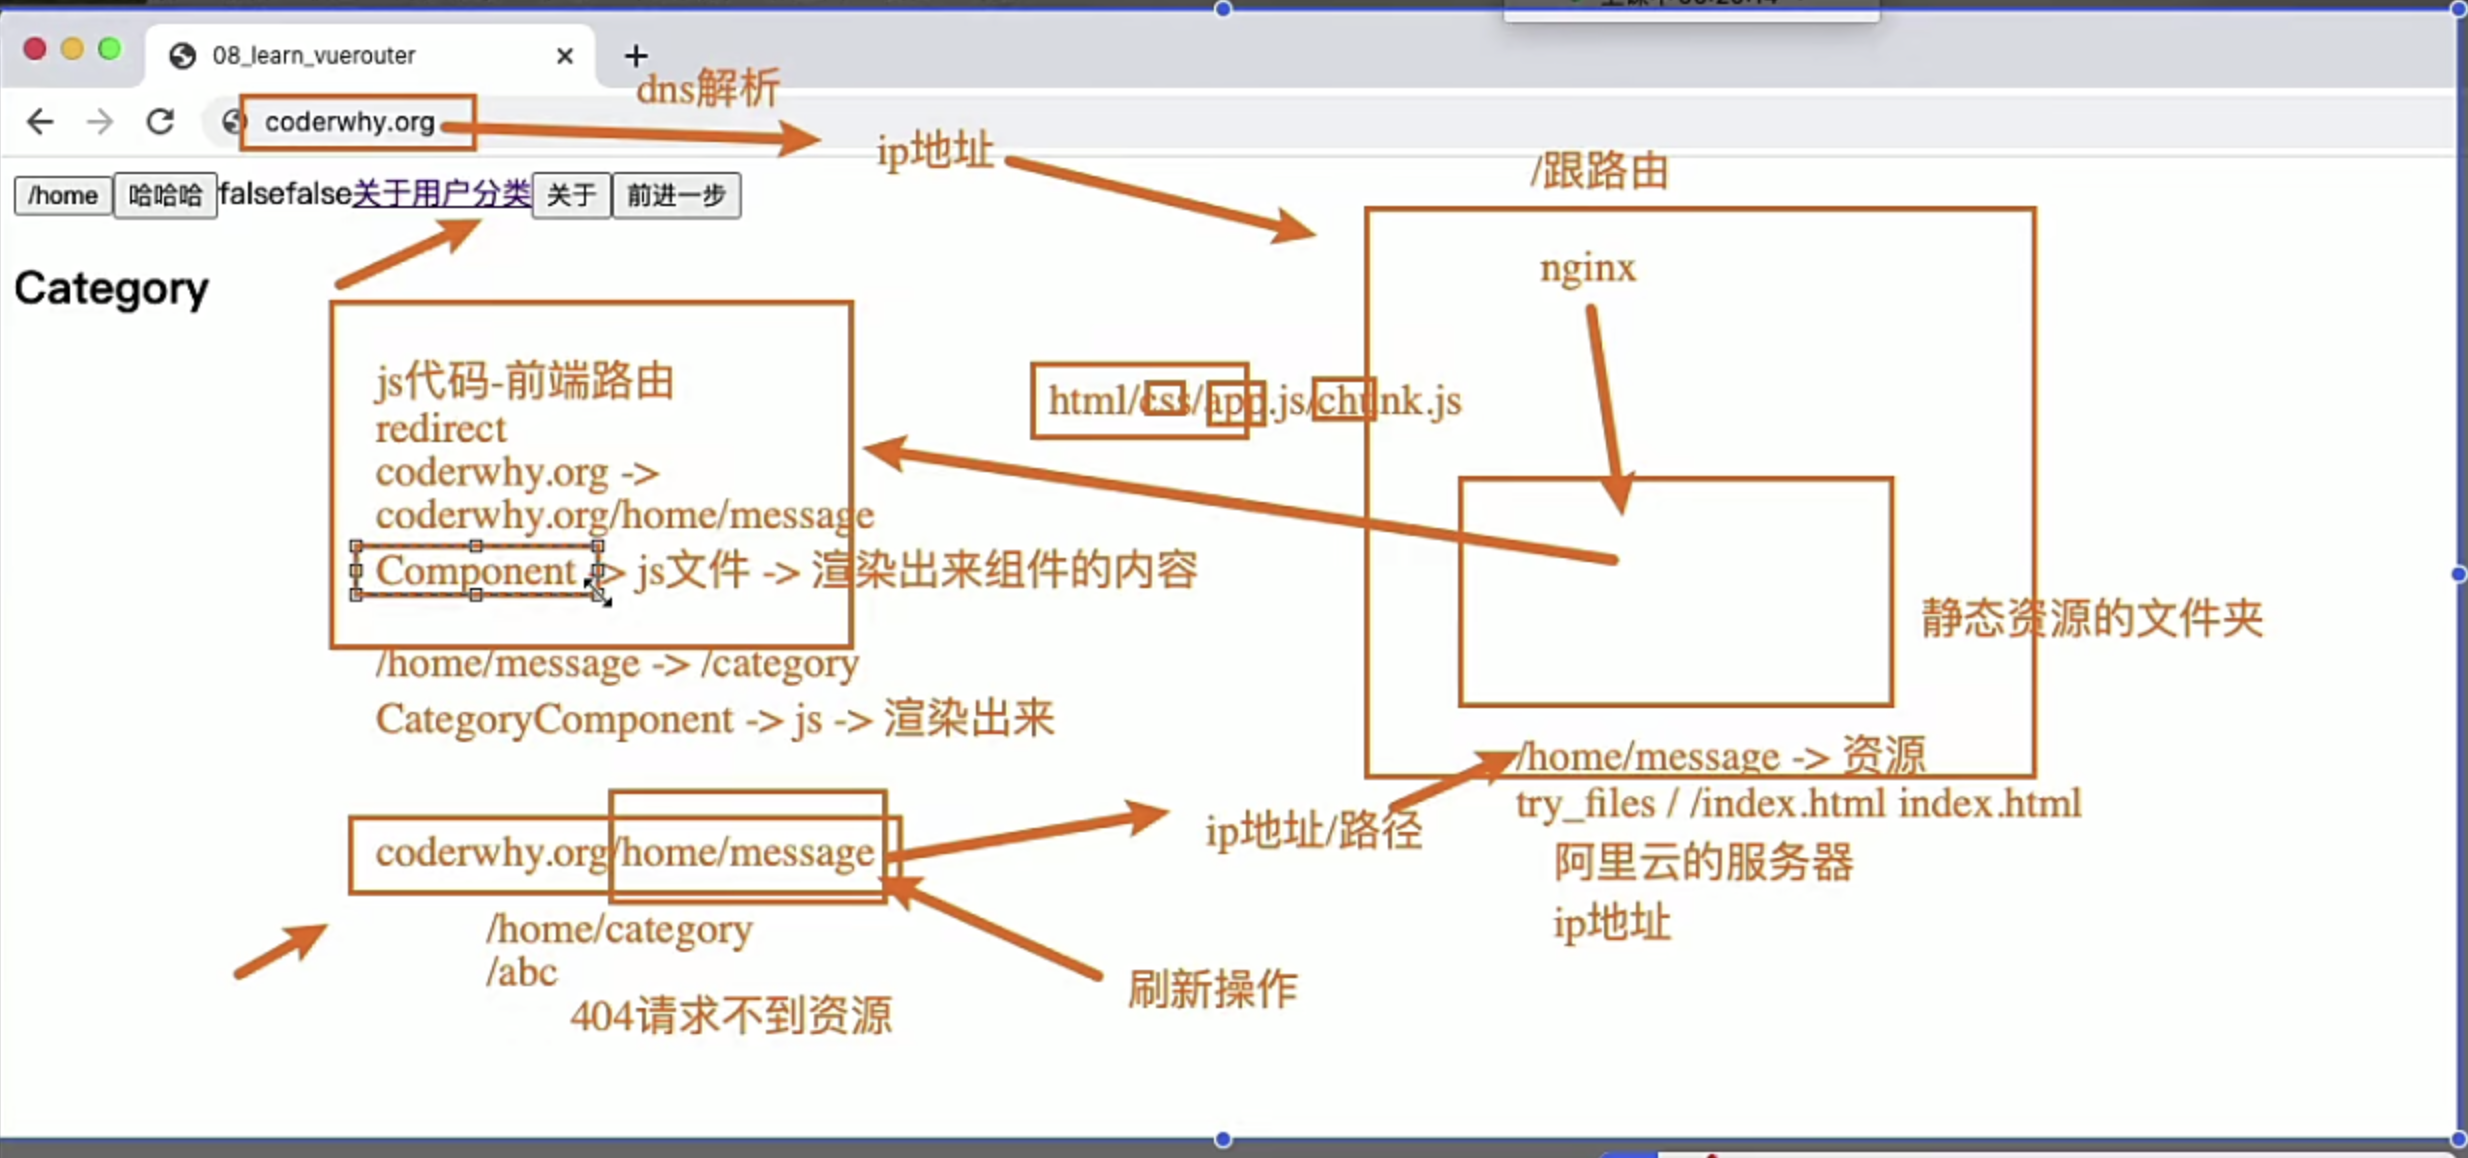 08_learn_vuerouter
dns解析
coderwhy.org
ip地址
/跟路由
/home 哈哈哈 falsefalse关于用户分类 关于 前进一步
nginx
Category
js代码-前端路由
html/css/app.js/chunk.js
redirect
coderwhy.org ->
coderwhy.org/home/message
Component -> js文件 -> 渲染出来组件的内容
静态资源的文件夹
/home/message -> /category
CategoryComponent -> js -> 渲染出来
/home/message -> 资源
try_files / /index.html index.html
ip地址/路径
coderwhy.org/home/message
阿里云的服务器
ip地址
/home/category
/abc
刷新操作
404请求不到资源